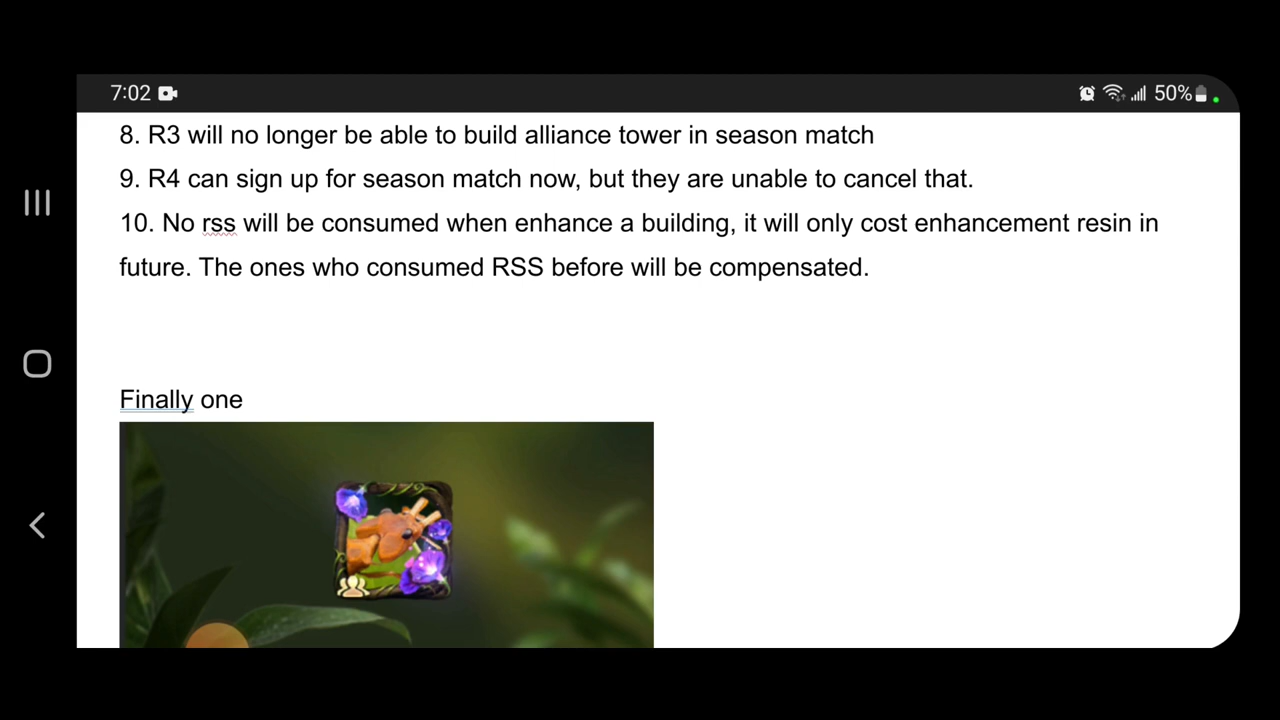 7:02
50%
8. R3 will no longer be able to build alliance tower in season match
9. R4 can sign up for season match now, but they are unable to cancel that.
10. No rss will be consumed when enhance a building, it will only cost enhancement resin in
future. The ones who consumed RSS before will be compensated.
Finally one